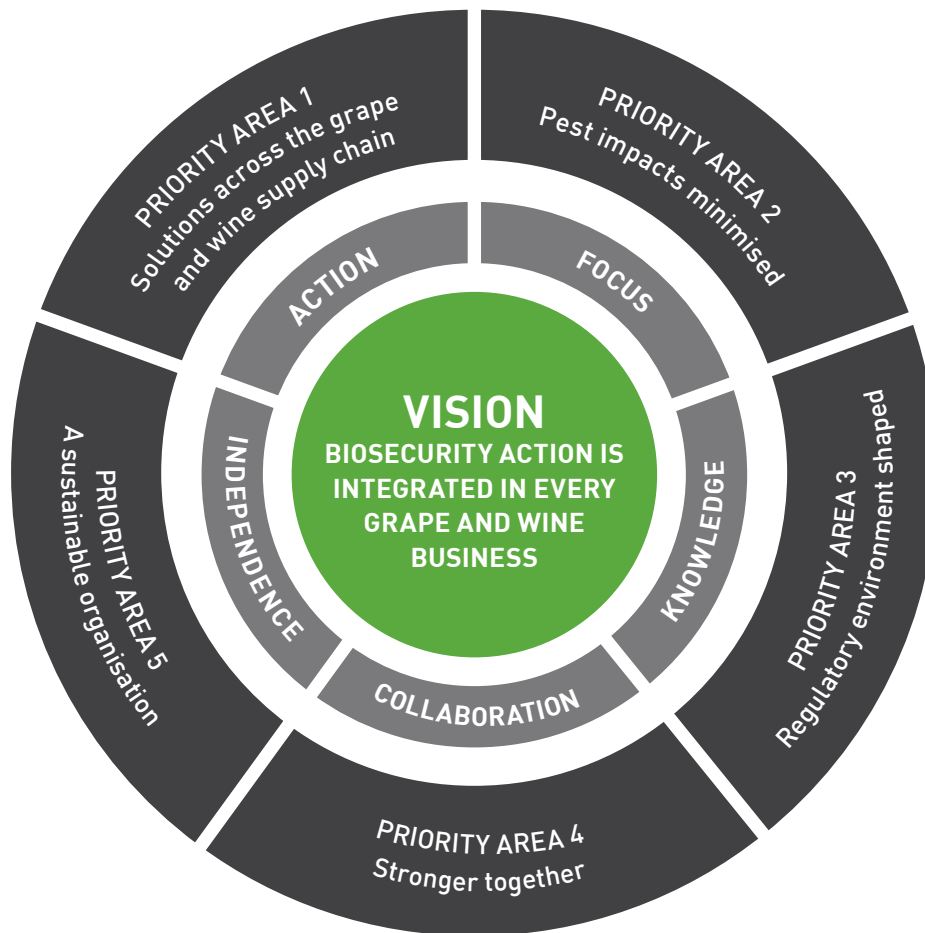 PRIORITY AREA 1
Solutions across the grape
and wine supply chain
PRIORITY AREA 2
Pest impacts minimised
PRIORITY AREA 3
Regulatory environment shaped
PRIORITY AREA 4
Stronger together
PRIORITY AREA 5
A sustainable organisation
ACTION
FOCUS
KNOWLEDGE
COLLABORATION
INDEPENDENCE
VISION
BIOSECURITY ACTION IS
INTEGRATED IN EVERY
GRAPE AND WINE
BUSINESS